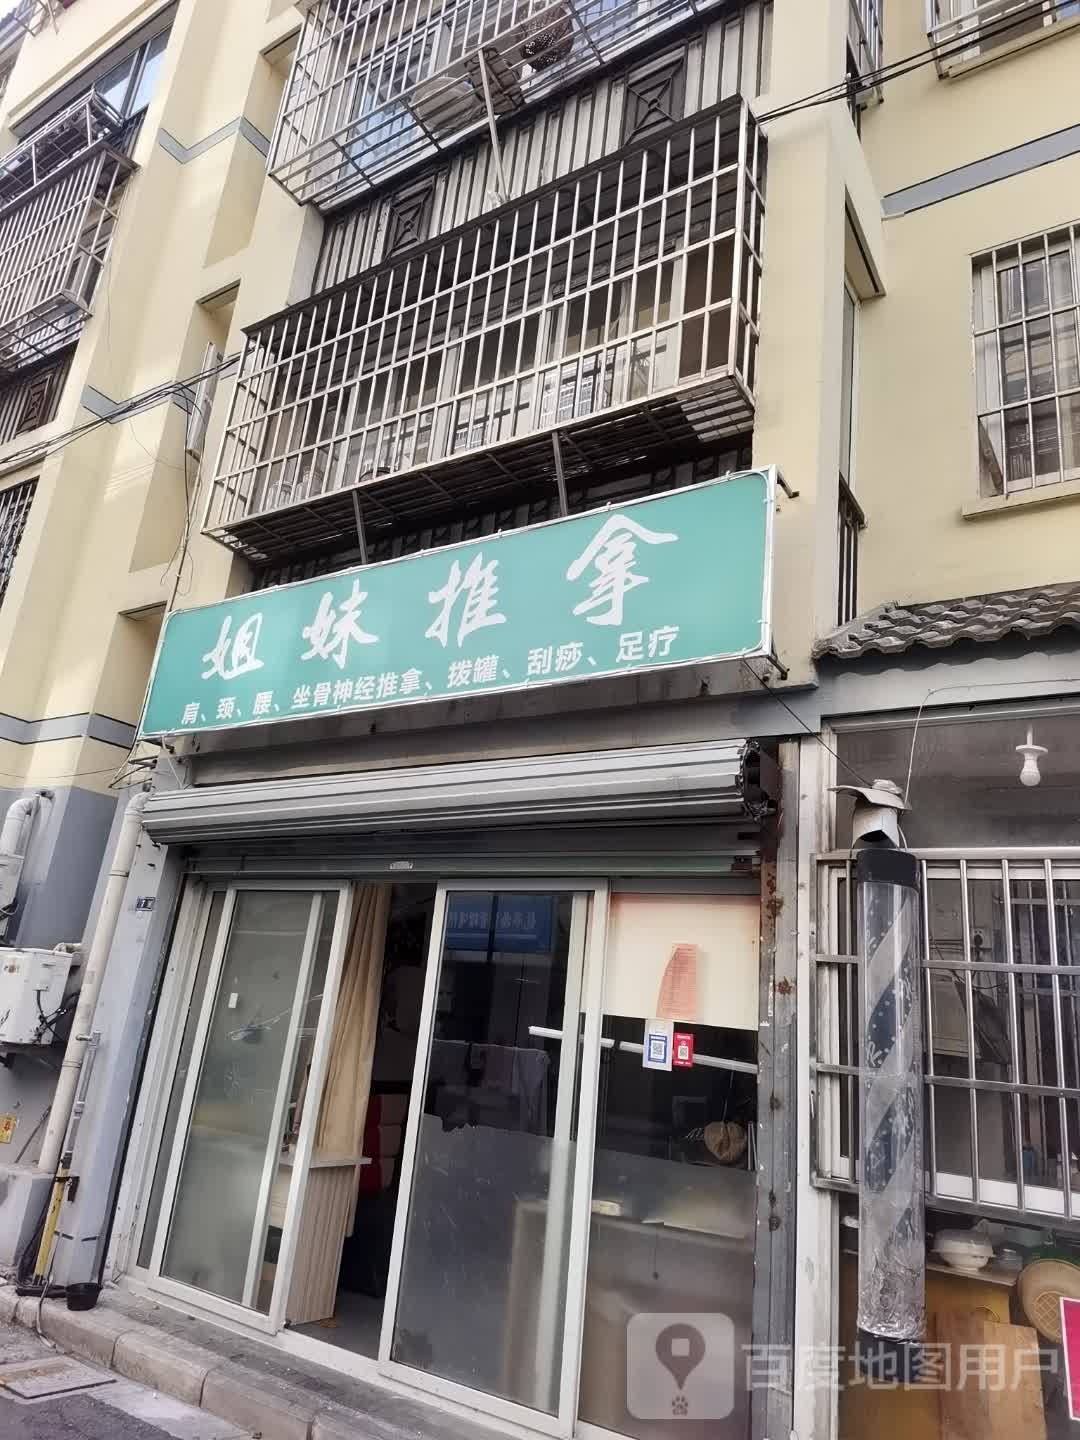 姐妹推拿
肩、颈、腰、坐骨神经推拿、拨罐、刮痧、足疗
百度地图用户